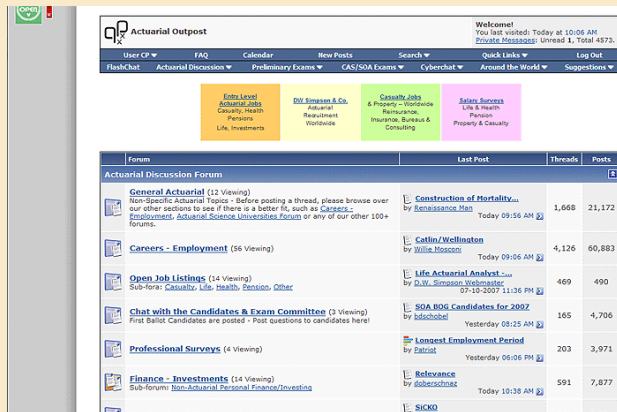 OPEN
Actuarial Outpost
Welcome!
You last visited: Today at 10:06 AM
Private Messages: Unread 1, Total 4573.
User CP FAQ Calendar New Posts Search Quick Links Log Out
FlashChat Actuarial Discussion Preliminary Exams CAS/SOA Exams Cyberchat Around the World Suggestions
Entry Level
Actuarial Jobs
Casualty, Health
Pensions
Life, Investments
DW Simpson & Co.
Actuarial
Recruitment
Worldwide
Casualty Jobs
& Property – Worldwide
Reinsurance,
Insurance, Bureaus &
Consulting
Salary Surveys
Life & Health
Pension
Property & Casualty
Forum Last Post Threads Posts
Actuarial Discussion Forum
General Actuarial (12 Viewing)
Non-Specific Actuarial Topics - Before posting a thread, please browse over
our other sections to see if there is a better fit, such as Careers -
Employment, Actuarial Science Universities Forum or any of our other 100+
forums.
Construction of Mortality...
by Renaissance Man
Today 09:56 AM
1,668 21,172
Careers - Employment (56 Viewing)
Catlin/Wellington
by Willie Mosconi
Today 09:06 AM
4,126 60,883
Open Job Listings (14 Viewing)
Sub-fora: Casualty, Life, Health, Pension, Other
Life Actuarial Analyst -...
by D.W. Simpson Webmaster
07-10-2007 11:36 PM
469 490
Chat with the Candidates & Exam Committee (3 Viewing)
First Ballot Candidates are posted - Post questions to candidates here!
SOA BOG Candidates for 2007
by bdschobel
Yesterday 08:25 AM
165 4,706
Professional Surveys (4 Viewing)
Longest Employment Period
by Patriot
Yesterday 06:06 PM
203 3,971
Finance - Investments (14 Viewing)
Sub-forum: Non-Actuarial Personal Finance/Investing
Relevance
by doberschnaz
Today 10:38 AM
591 7,877
SiCKO